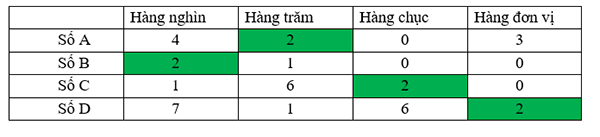 Hàng nghìn Hàng trăm Hàng chục Hàng đơn vị
Số A 4 2 0 3
Số B 2 1 0 0
Số C 1 6 2 0
Số D 7 1 6 2